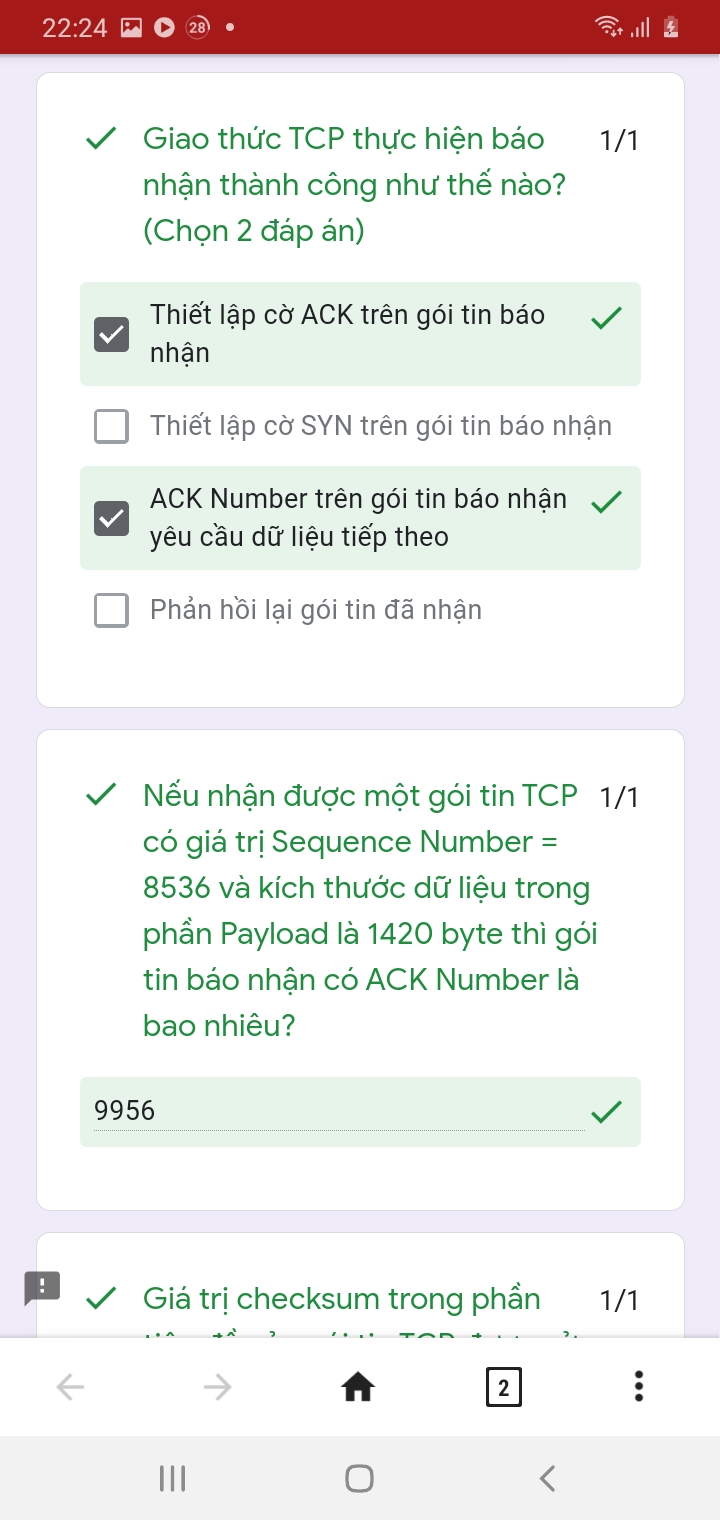 22:24
28
Giao thức TCP thực hiện báo 1/1
nhận thành công như thế nào?
(Chọn 2 đáp án)
Thiết lập cờ ACK trên gói tin báo
nhận
Thiết lập cờ SYN trên gói tin báo nhận
ACK Number trên gói tin báo nhận
yêu cầu dữ liệu tiếp theo
Phản hồi lại gói tin đã nhận
Nếu nhận được một gói tin TCP 1/1
có giá trị Sequence Number =
8536 và kích thước dữ liệu trong
phần Payload là 1420 byte thì gói
tin báo nhận có ACK Number là
bao nhiêu?
9956
Giá trị checksum trong phần 1/1
2